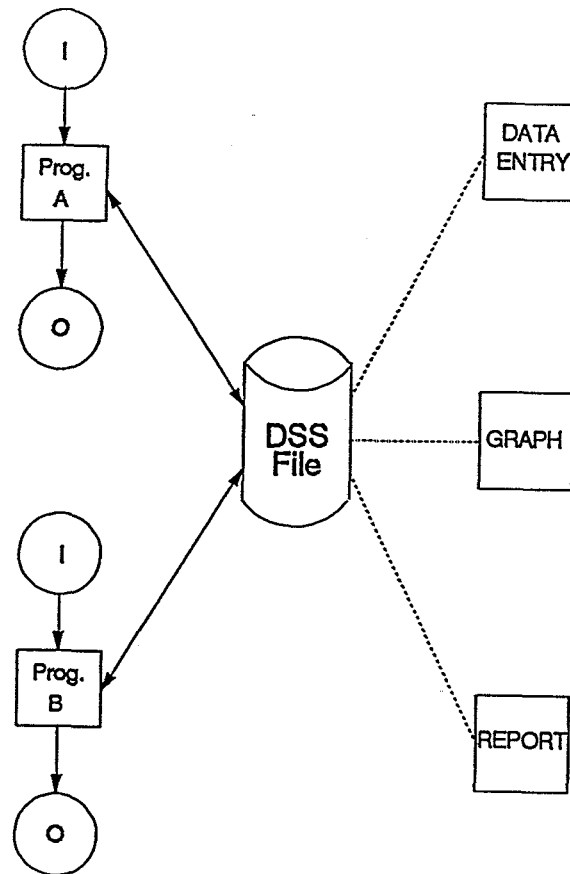 I
Prog.
A
O
I
Prog.
B
O
DSS
File
DATA
ENTRY
GRAPH
REPORT